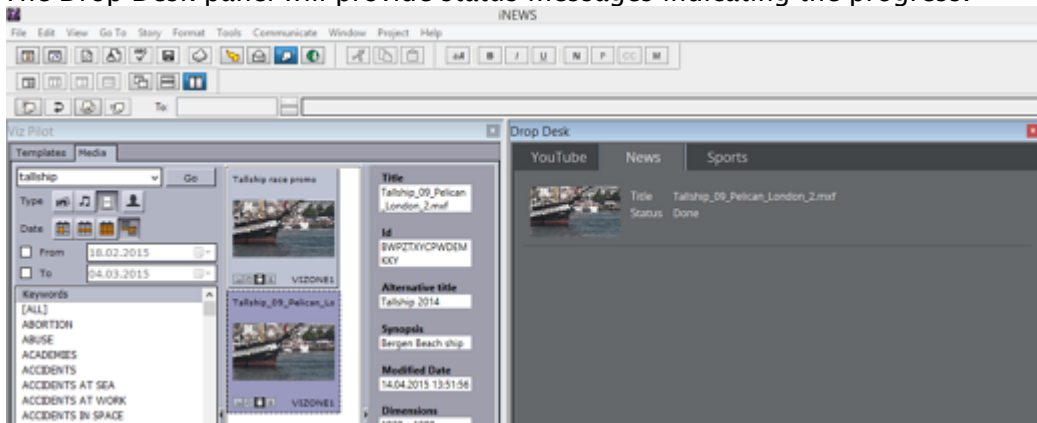 The Drop Desk panel will provide status messages indicating the progress.
iNEWS
File Edit View Go To Story Format Tools Communicate Window Project Help
aA B I U N P CC M
To:
Viz Pilot
Drop Desk
Templates Media
YouTube News Sports
tallship Go
Type
Date
From 18.02.2015
To 04.03.2015
Keywords
[ALL]
ABORTION
ABUSE
ACADEMIES
ACCIDENTS
ACCIDENTS AT SEA
ACCIDENTS AT WORK
ACCIDENTS IN SPACE
Tallship race promo
VIZONE1
Tallship_09_Pelican_Lo
VIZONE1
Title
Tallship_09_Pelican
_London_2.mxf
Id
BWPZTXYCPWDEM
KKY
Alternative title
Tallship 2014
Synopsis
Bergen Beach ship
Modified Date
14.04.2015 13:51:56
Dimensions
Title Tallship_09_Pelican_London_2.mxf
Status Done